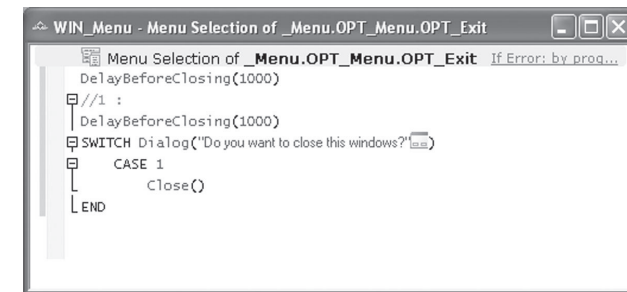 WIN_Menu - Menu Selection of _Menu.OPT_Menu.OPT_Exit
Menu Selection of _Menu.OPT_Menu.OPT_Exit If Error: by prog...
DelayBeforeClosing(1000)
//1 :
DelayBeforeClosing(1000)
SWITCH Dialog("Do you want to close this windows?")
CASE 1
Close()
END